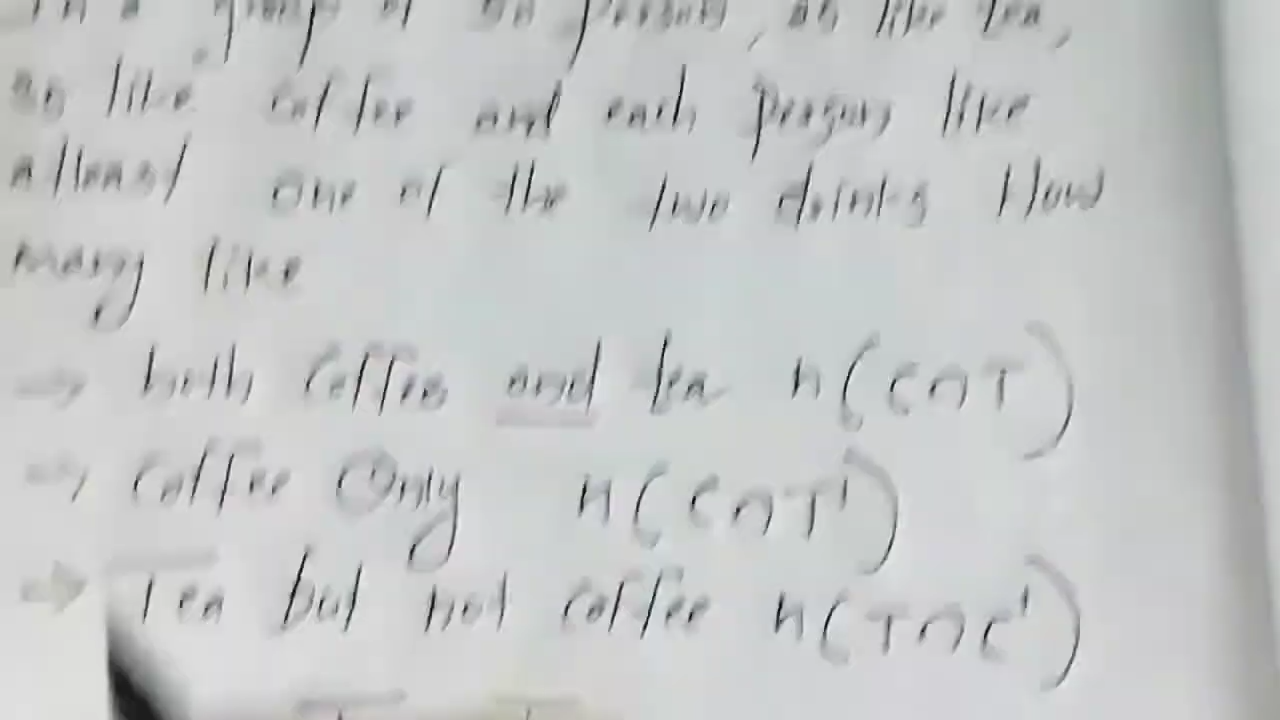 group of persons, like tea,
like coffee and each person like
atleast one of the two drinks How
many like
→ both Coffee and tea n(C∩T)
→ Coffee Only n(C∩T')
→ Tea but not coffee n(T∩C')